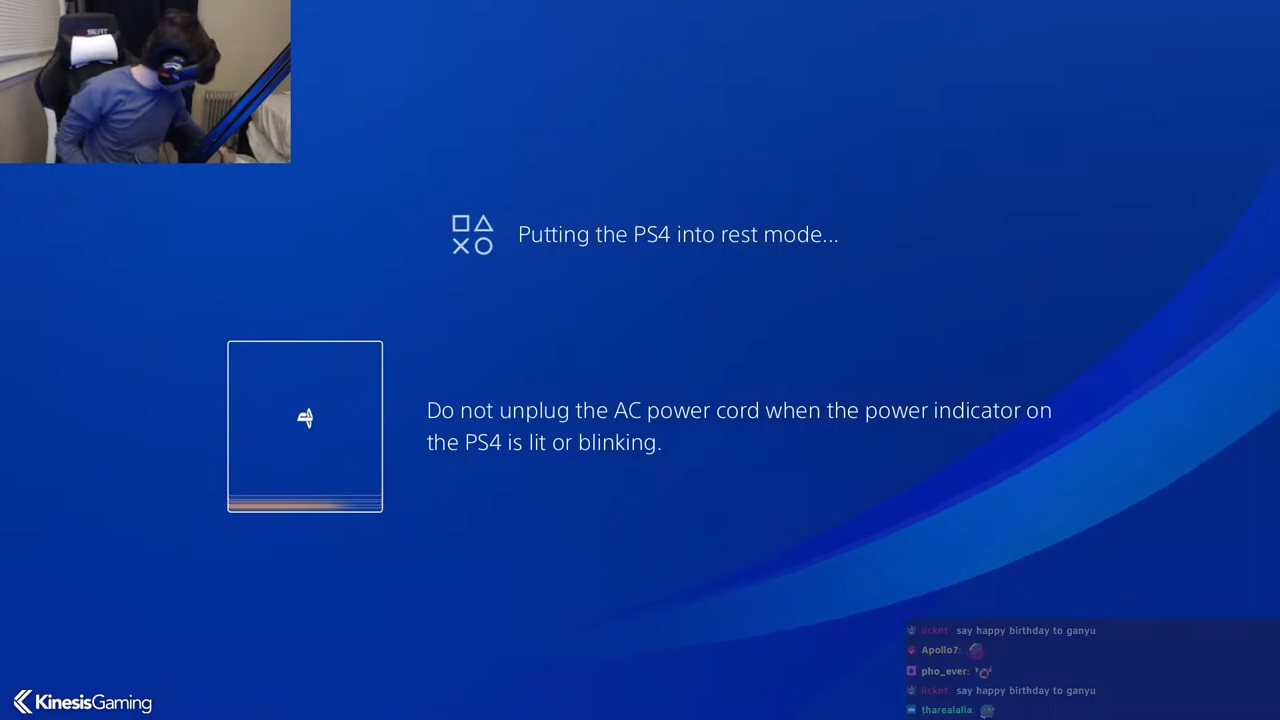 Putting the PS4 into rest mode...
Do not unplug the AC power cord when the power indicator on
the PS4 is lit or blinking.
say happy birthday to ganyu
Apollo7:
pho_ever:
say happy birthday to ganyu
tharealalia:
KinesisGaming